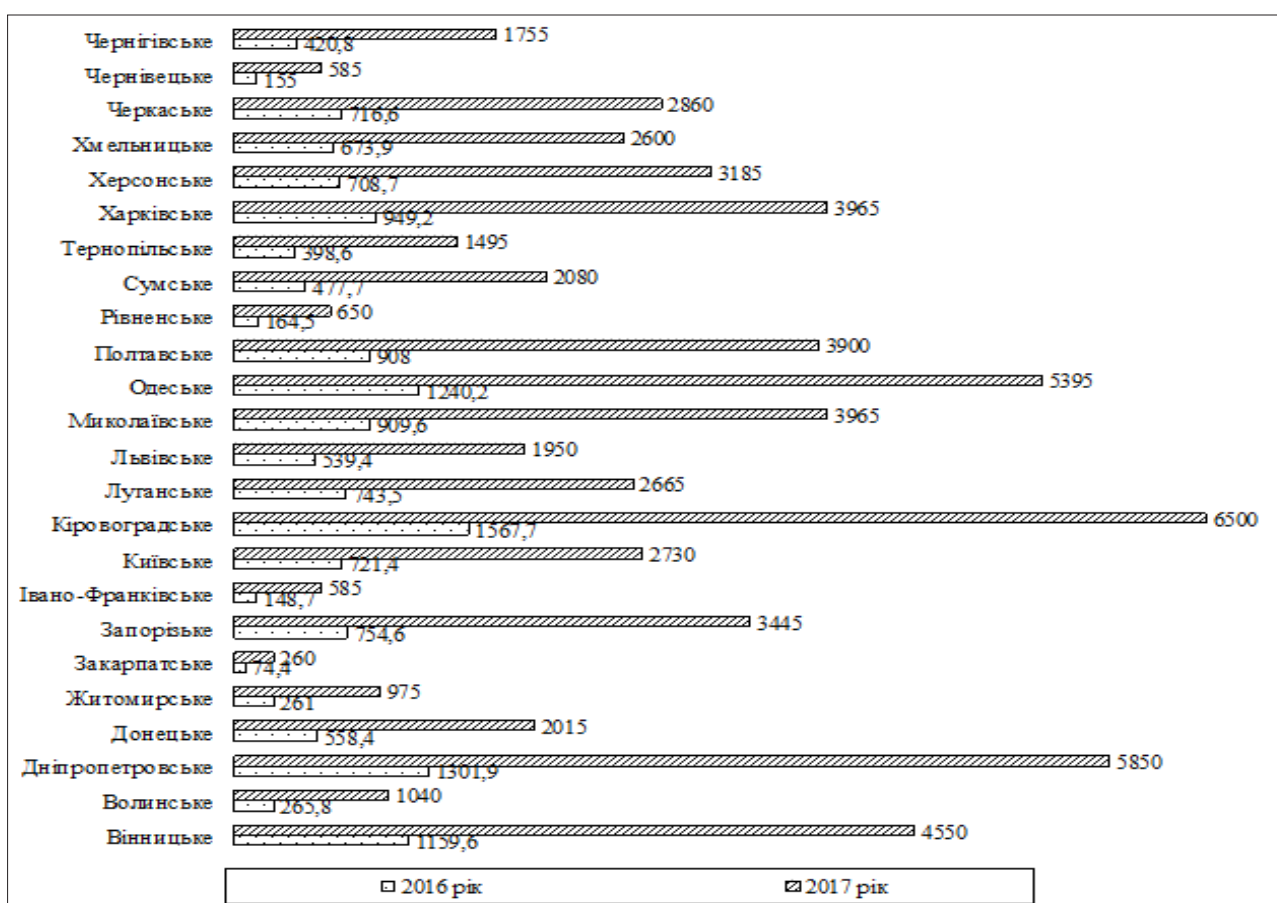 Чернігівське 1755
420,8
Чернівецьке 585
155
Черкаське 2860
716,6
Хмельницьке 2600
673,9
Херсонське 3185
708,7
Харківське 3965
949,2
Тернопільське 1495
398,6
Сумське 2080
477,7
Рівненське 650
164,5
Полтавське 3900
908
Одеське 5395
1240,2
Миколаївське 3965
909,6
Львівське 1950
539,4
Луганське 2665
743,5
Кіровоградське 6500
1567,7
Київське 2730
721,4
Івано-Франківське 585
148,7
Запорізьке 3445
754,6
Закарпатське 260
74,4
Житомирське 975
261
Донецьке 2015
558,4
Дніпропетровське 5850
1301,9
Волинське 1040
265,8
Вінницьке 4550
1159,6
2016 рік 2017 рік